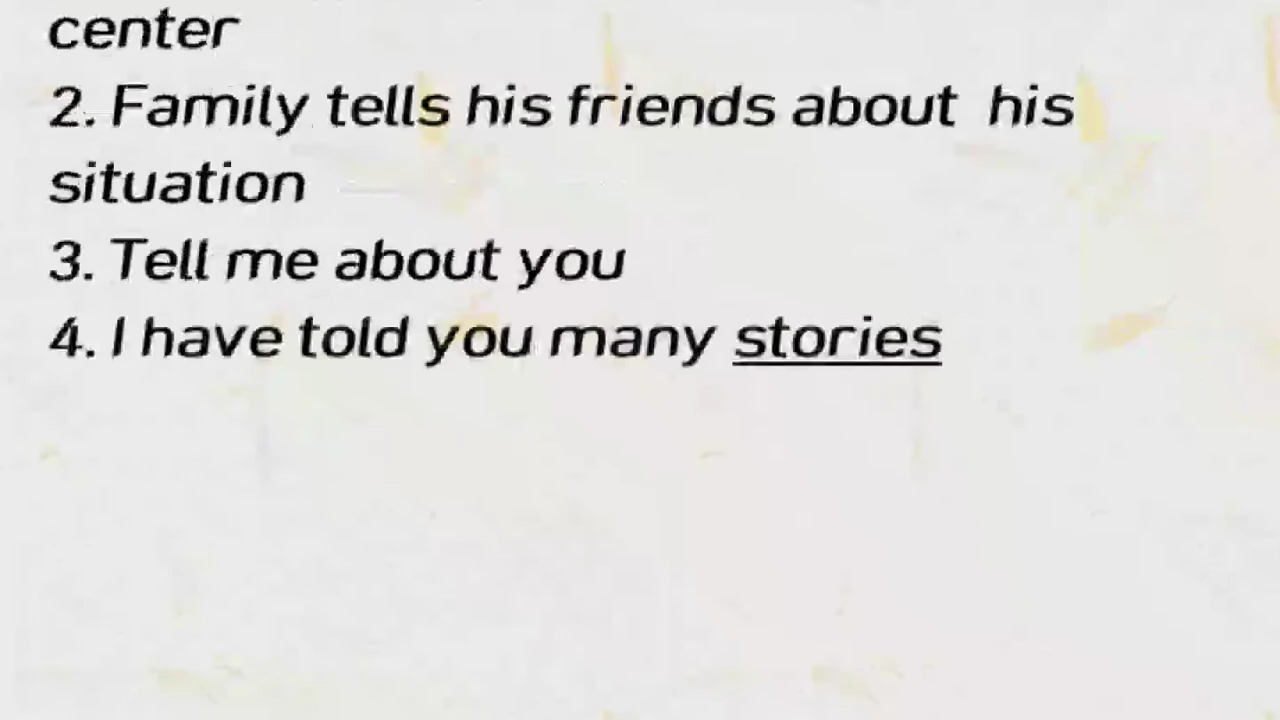 center
2. Family tells his friends about his
situation
3. Tell me about you
4. I have told you many stories